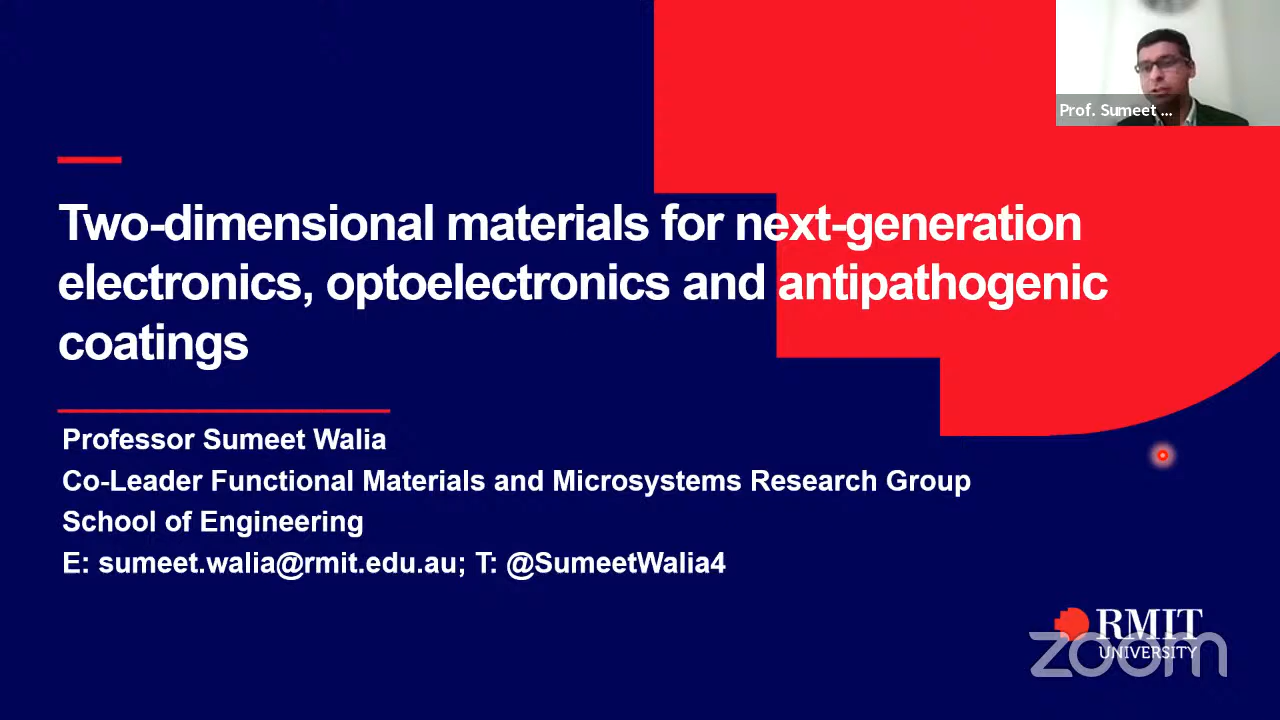 Prof. Sumeet ...
Two-dimensional materials for next-generation
electronics, optoelectronics and antipathogenic
coatings
Professor Sumeet Walia
Co-Leader Functional Materials and Microsystems Research Group
School of Engineering
E: sumeet.walia@rmit.edu.au; T: @SumeetWalia4
RMIT
UNIVERSITY
zoom